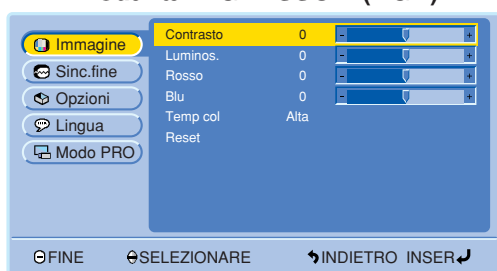 Immagine
Sinc.fine
Opzioni
Lingua
Modo PRO
Contrasto 0 - +
Luminos. 0 - +
Rosso 0 - +
Blu 0 - +
Temp col Alta
Reset
FINE SELEZIONARE INDIETRO INSER